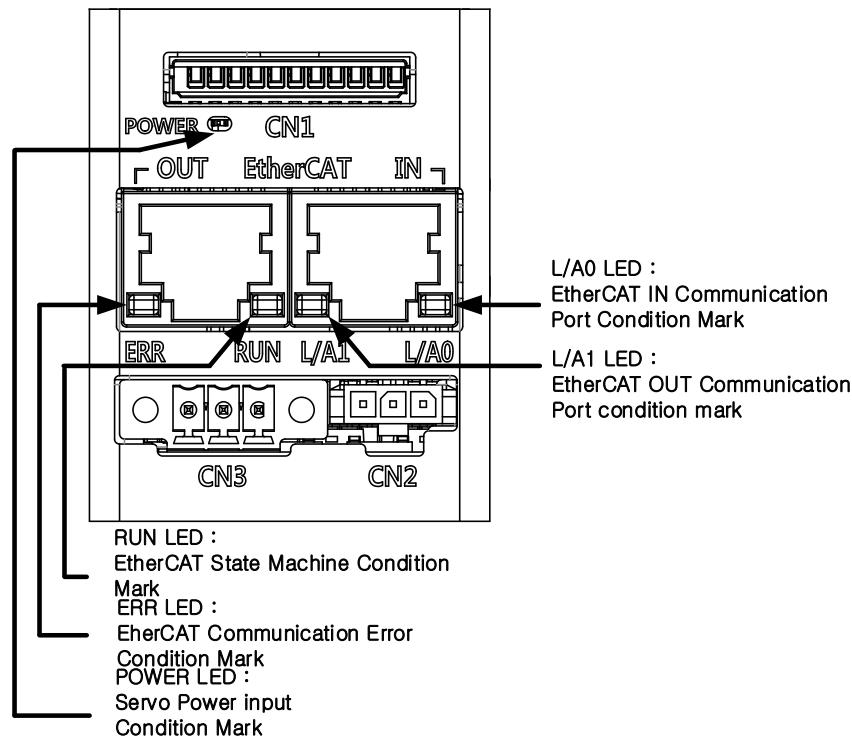 POWER CN1
OUT EtherCAT IN
ERR RUN L/A1 L/A0
CN3 CN2
L/A0 LED :
EtherCAT IN Communication
Port Condition Mark
L/A1 LED :
EtherCAT OUT Communication
Port condition mark
RUN LED :
EtherCAT State Machine Condition
Mark
ERR LED :
EherCAT Communication Error
Condition Mark
POWER LED :
Servo Power input
Condition Mark